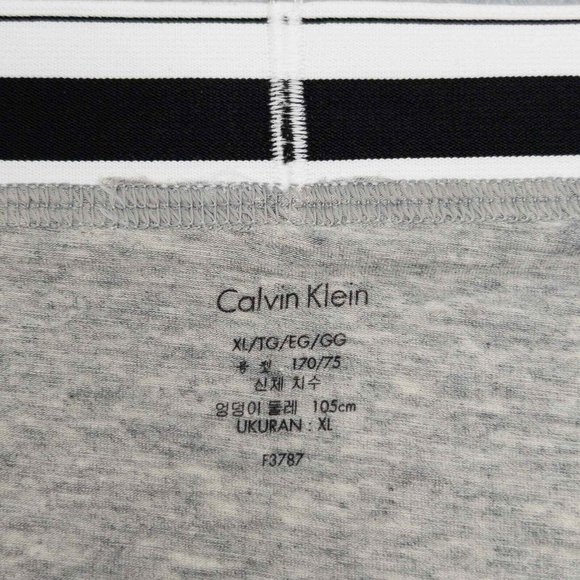 Calvin Klein
XL/TG/EG/GG
170/75
신체 치수
엉덩이 둘레 105cm
UKURAN : XL
F3787